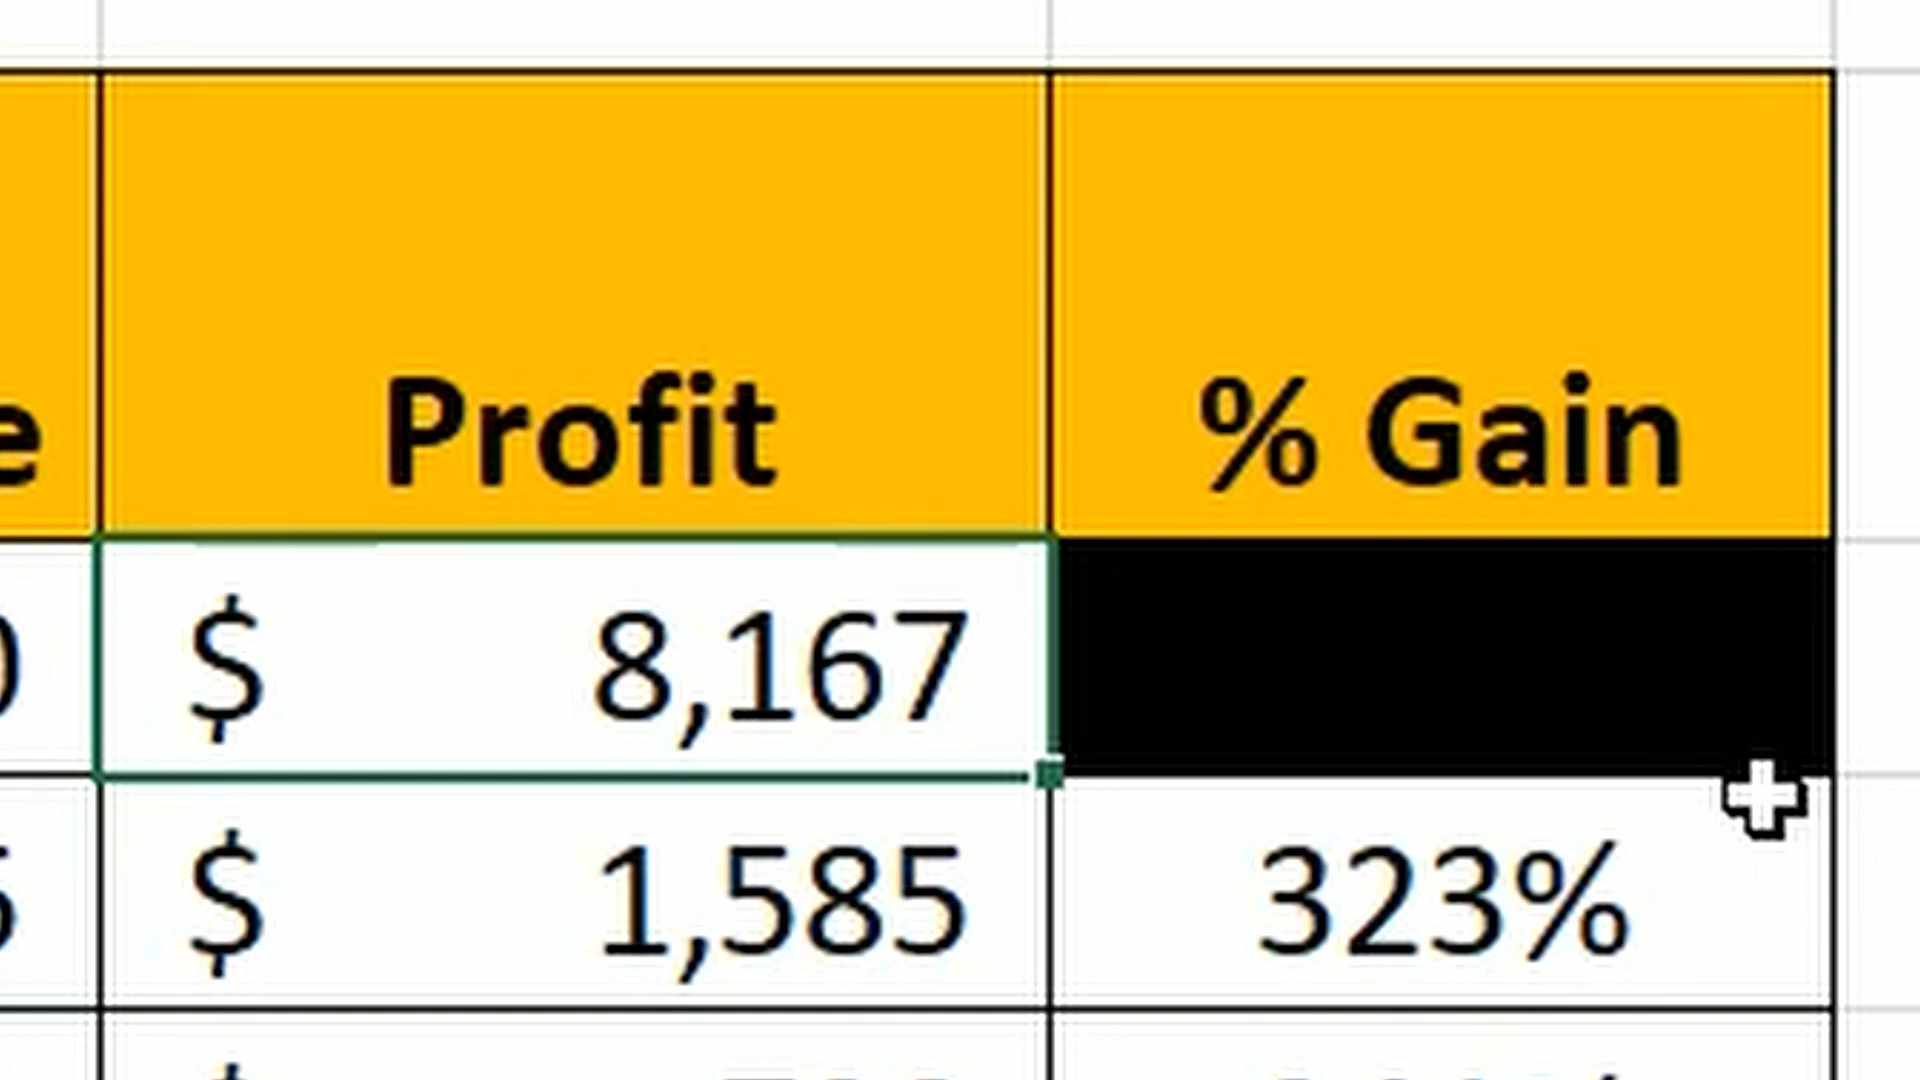 Profit % Gain
$ 8,167
$ 1,585 323%